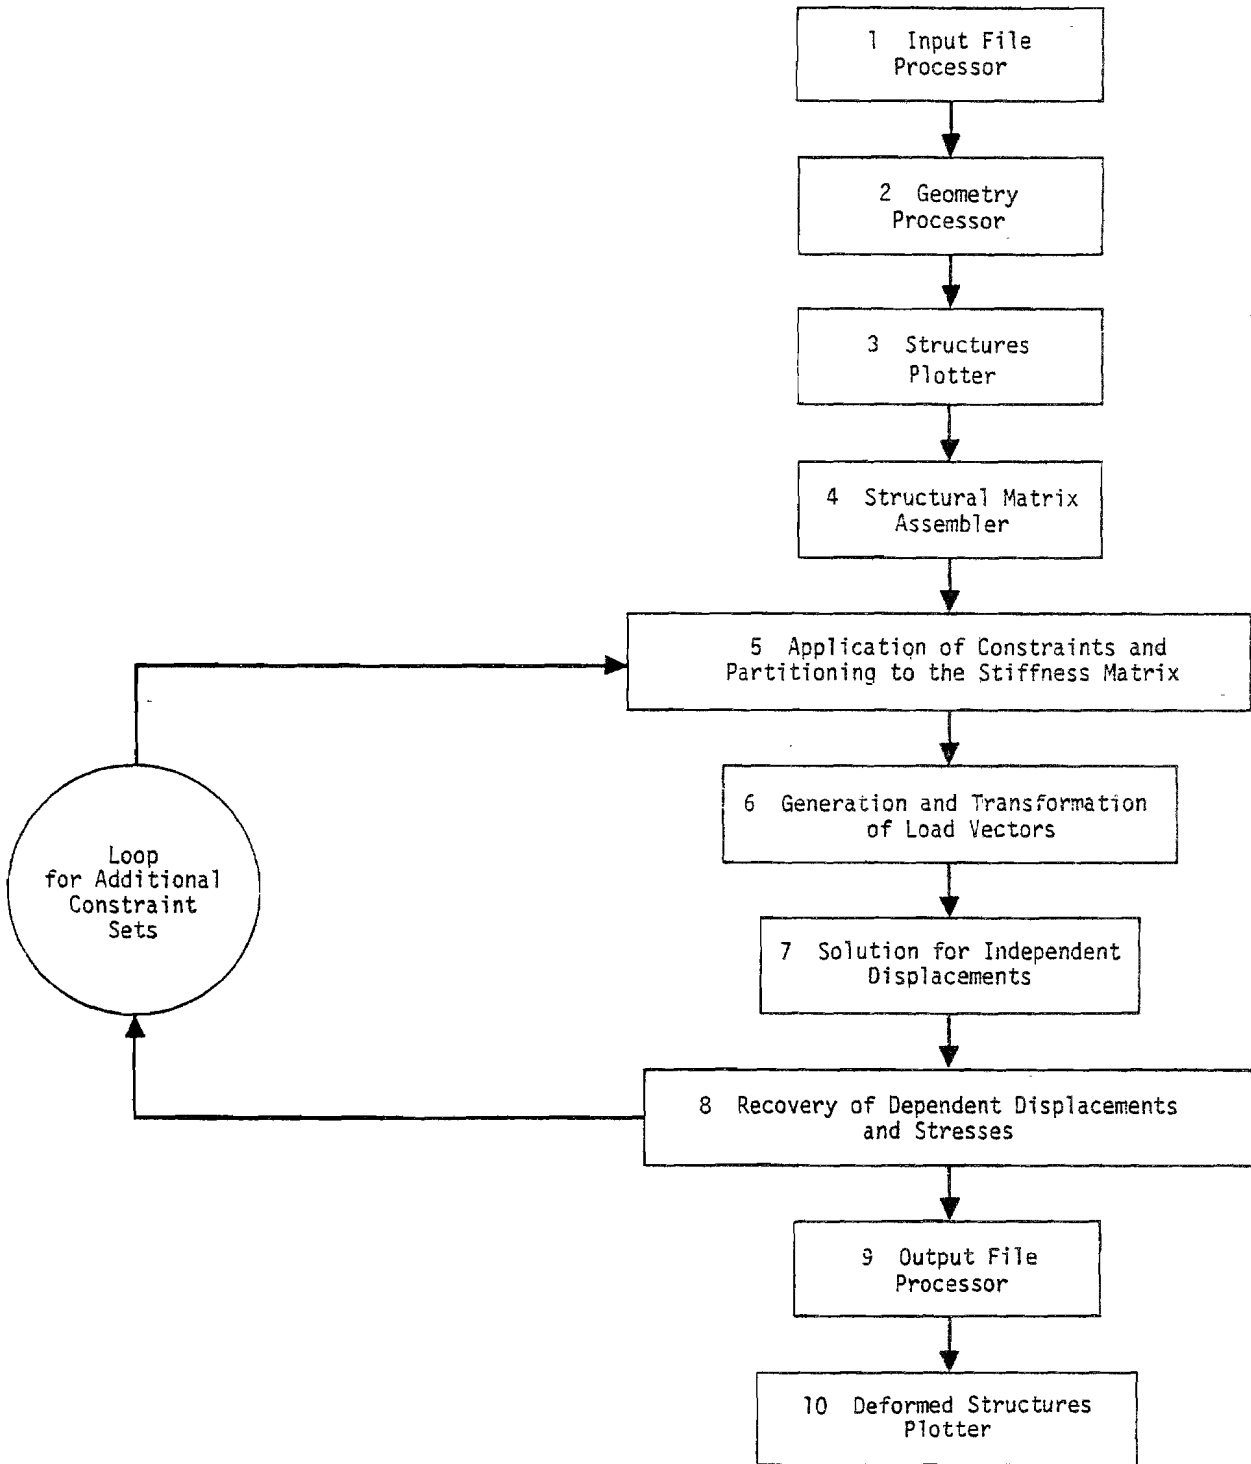 1 Input File
Processor
2 Geometry
Processor
3 Structures
Plotter
4 Structural Matrix
Assembler
5 Application of Constraints and
Partitioning to the Stiffness Matrix
6 Generation and Transformation
of Load Vectors
Loop
for Additional
Constraint
Sets
7 Solution for Independent
Displacements
8 Recovery of Dependent Displacements
and Stresses
9 Output File
Processor
10 Deformed Structures
Plotter